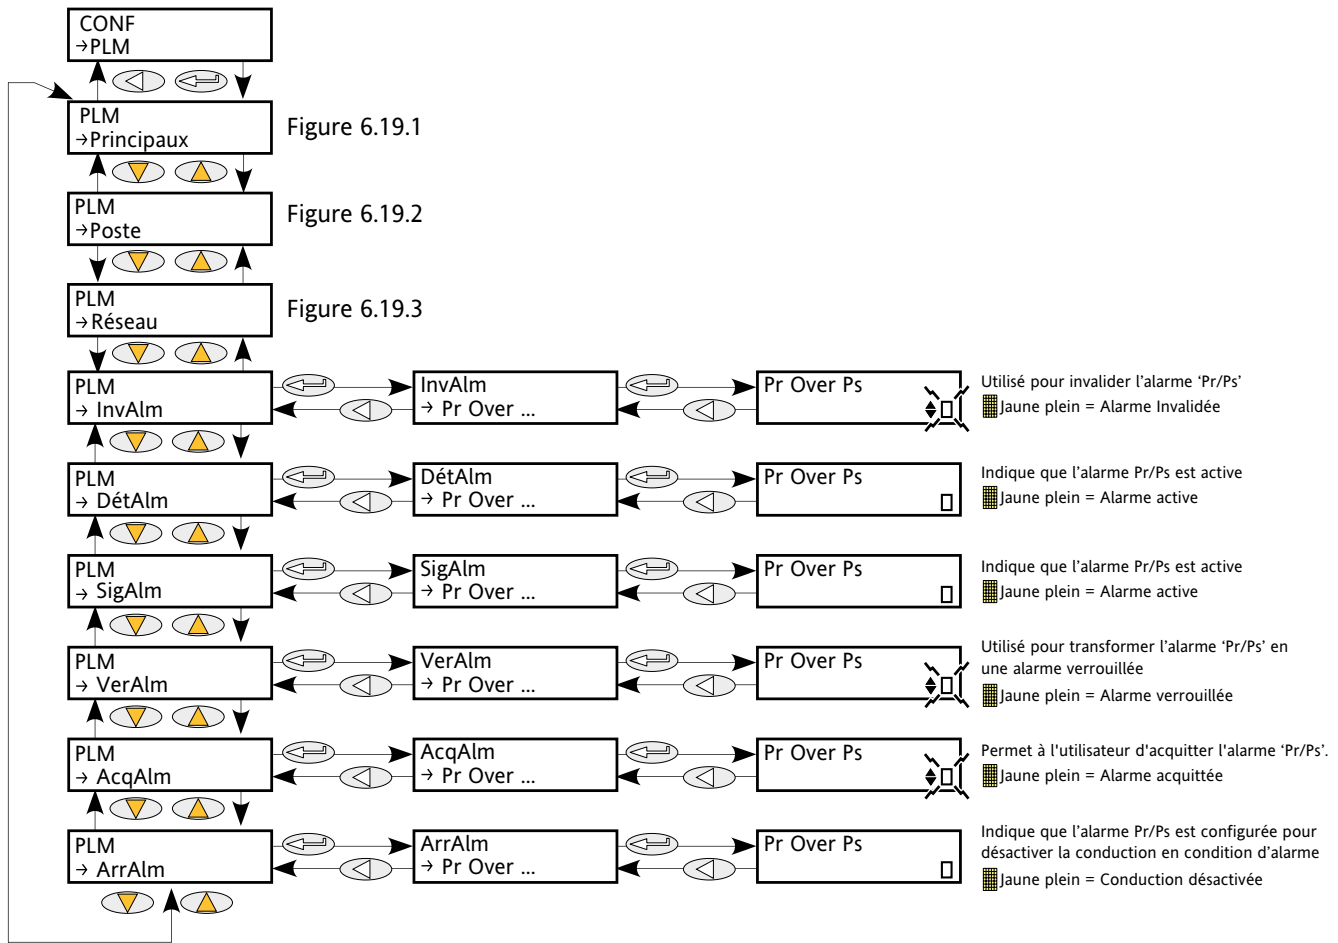 CONF
→PLM
PLM
→Principaux
Figure 6.19.1
PLM
→Poste
Figure 6.19.2
PLM
→Réseau
Figure 6.19.3
PLM
→ InvAlm
InvAlm
→ Pr Over ...
Pr Over Ps
Utilisé pour invalider l’alarme ‘Pr/Ps’
Jaune plein = Alarme Invalidée
PLM
→ DétAlm
DétAlm
→ Pr Over ...
Pr Over Ps
Indique que l’alarme Pr/Ps est active
Jaune plein = Alarme active
PLM
→ SigAlm
SigAlm
→ Pr Over ...
Pr Over Ps
Indique que l’alarme Pr/Ps est active
Jaune plein = Alarme active
PLM
→ VerAlm
VerAlm
→ Pr Over ...
Pr Over Ps
Utilisé pour transformer l’alarme ‘Pr/Ps’ en
une alarme verrouillée
Jaune plein = Alarme verrouillée
PLM
→ AcqAlm
AcqAlm
→ Pr Over ...
Pr Over Ps
Permet à l'utilisateur d'acquitter l'alarme ‘Pr/Ps’.
Jaune plein = Alarme acquittée
PLM
→ ArrAlm
ArrAlm
→ Pr Over ...
Pr Over Ps
Indique que l’alarme Pr/Ps est configurée pour
désactiver la conduction en condition d’alarme
Jaune plein = Conduction désactivée